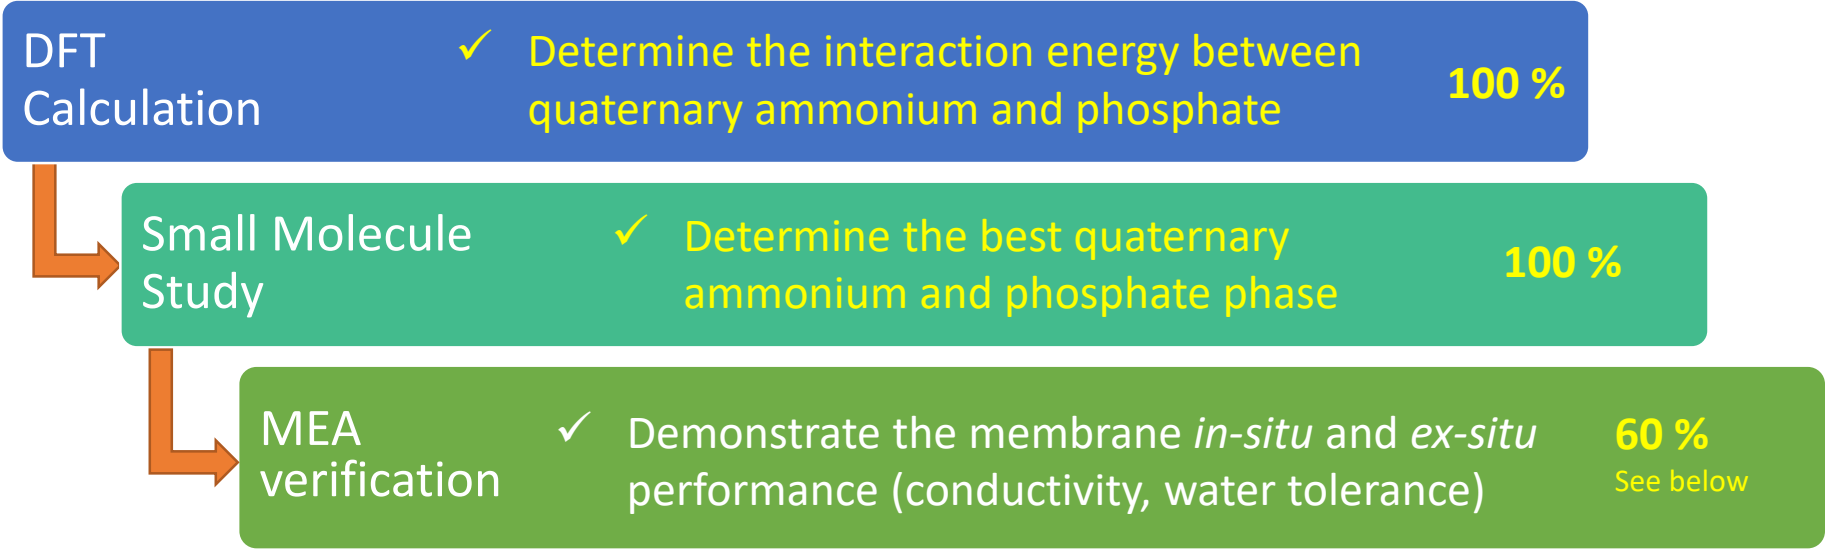 DFT
Calculation
✓ Determine the interaction energy between
quaternary ammonium and phosphate
100 %
Small Molecule
Study
✓ Determine the best quaternary
ammonium and phosphate phase
100 %
MEA
verification
✓ Demonstrate the membrane in-situ and ex-situ
performance (conductivity, water tolerance)
60 %
See below